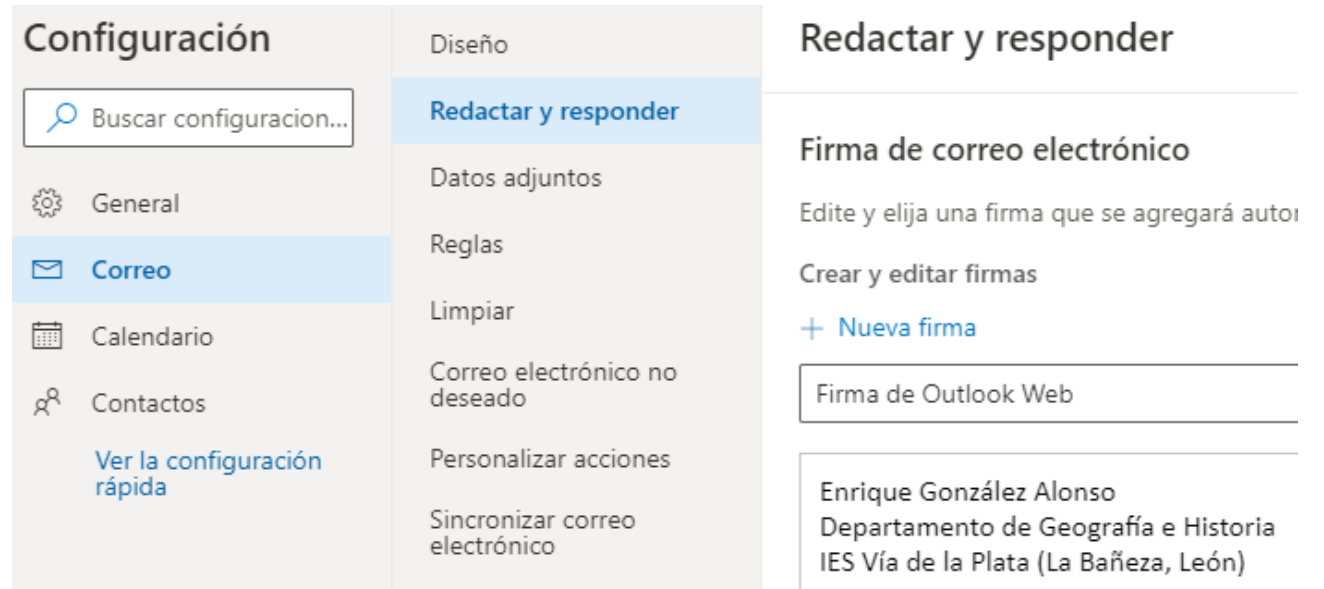 Configuración
Buscar configuracion...
General
Correo
Calendario
Contactos
Ver la configuración
rápida
Diseño
Redactar y responder
Datos adjuntos
Reglas
Limpiar
Correo electrónico no
deseado
Personalizar acciones
Sincronizar correo
electrónico
Redactar y responder
Firma de correo electrónico
Edite y elija una firma que se agregará
Crear y editar firmas
+ Nueva firma
Firma de Outlook Web
Enrique González Alonso
Departamento de Geografía e Historia
IES Vía de la Plata (La Bañeza, León)